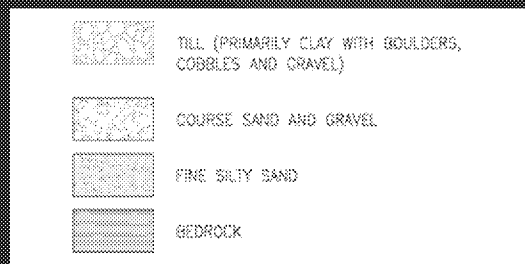 TILL (PRIMARILY CLAY WITH BOULDERS,
COBBLES AND GRAVEL)
COURSE SAND AND GRAVEL
FINE SILTY SAND
BEDROCK